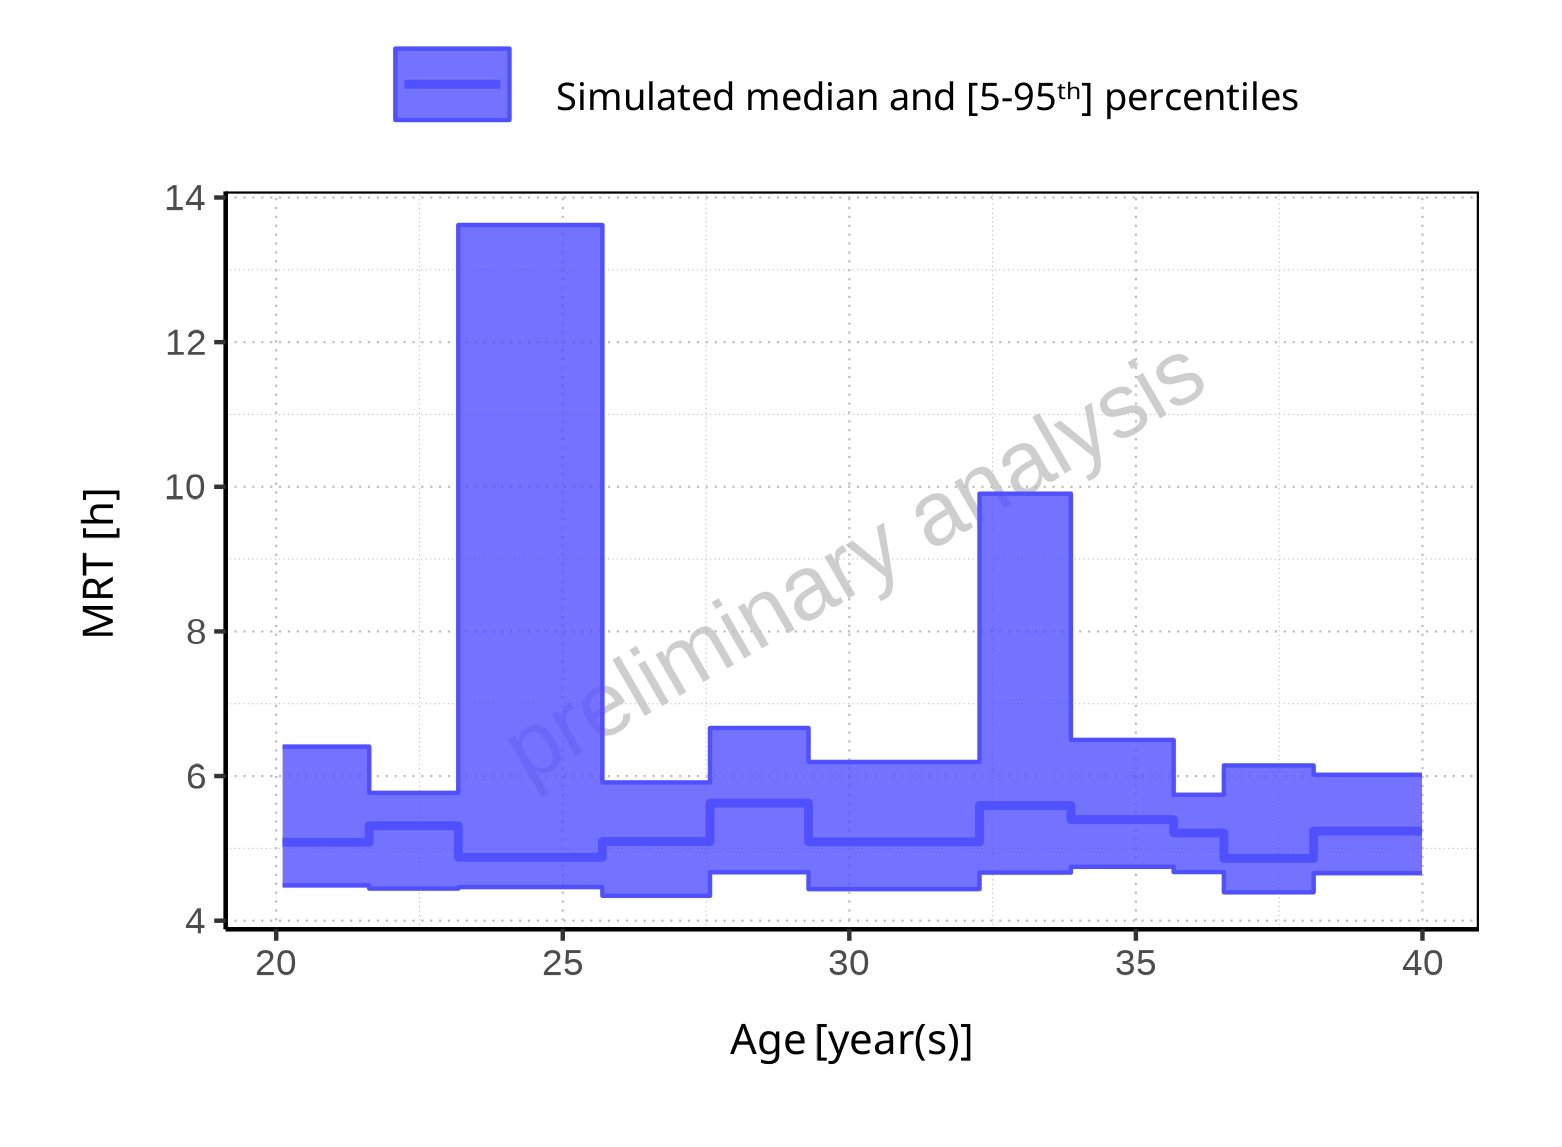 Simulated median and [5-95ᵗʰ] percentiles
14
12
10
8
6
4
MRT [h]
preliminary analysis
20 25 30 35 40
Age [year(s)]